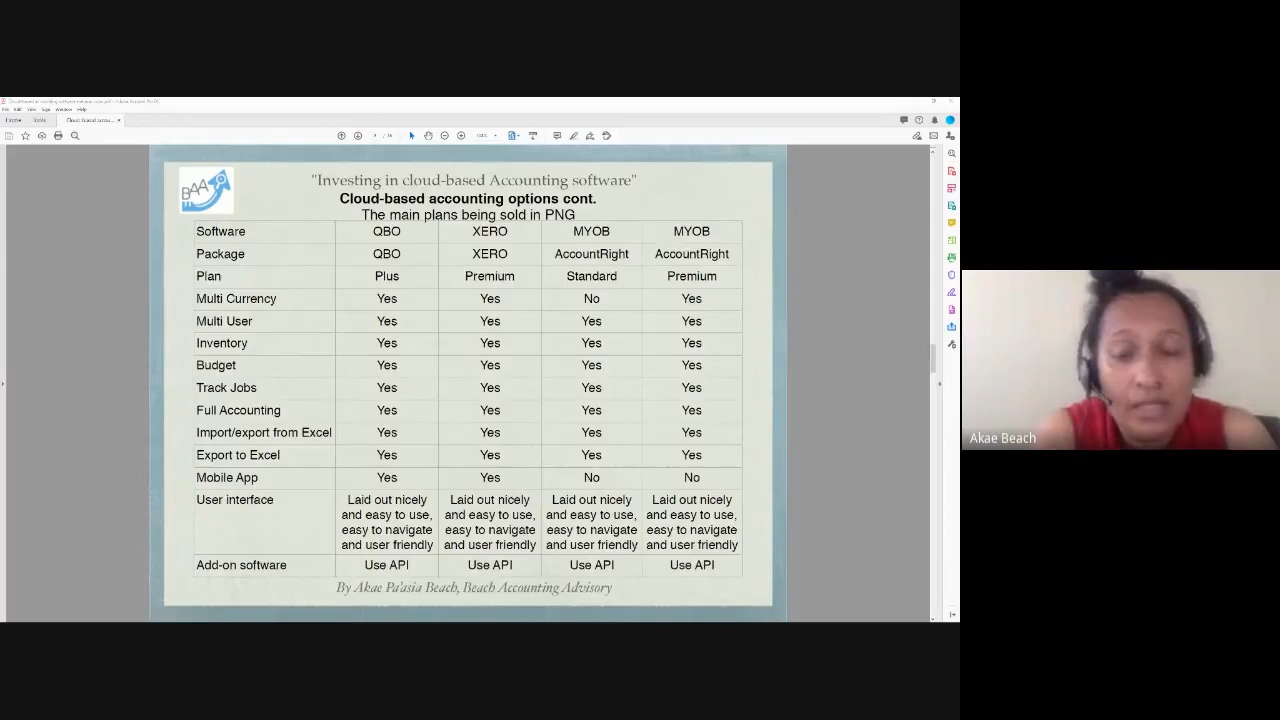 Home Tools Cloud-based accou... ×
BAA
"Investing in cloud-based Accounting software"
Cloud-based accounting options cont.
The main plans being sold in PNG
Software QBO XERO MYOB MYOB
Package QBO XERO AccountRight AccountRight
Plan Plus Premium Standard Premium
Multi Currency Yes Yes No Yes
Multi User Yes Yes Yes Yes
Inventory Yes Yes Yes Yes
Budget Yes Yes Yes Yes
Track Jobs Yes Yes Yes Yes
Full Accounting Yes Yes Yes Yes
Import/export from Excel Yes Yes Yes Yes
Export to Excel Yes Yes Yes Yes
Mobile App Yes Yes No No
User interface Laid out nicely Laid out nicely Laid out nicely Laid out nicely
and easy to use, and easy to use, and easy to use, and easy to use,
easy to navigate easy to navigate easy to navigate easy to navigate
and user friendly and user friendly and user friendly and user friendly
Add-on software Use API Use API Use API Use API
By Akae Pa'asia Beach, Beach Accounting Advisory
Akae Beach